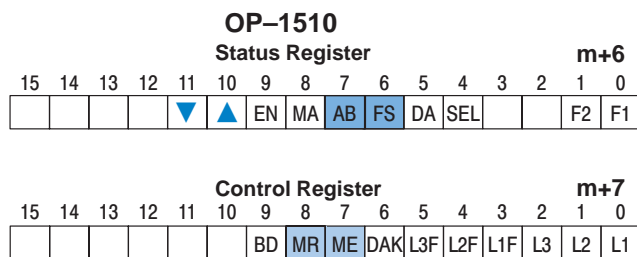 OP–1510
Status Register m+6
15 14 13 12 11 10 9 8 7 6 5 4 3 2 1 0
▼ ▲ EN MA AB FS DA SEL F2 F1
Control Register m+7
15 14 13 12 11 10 9 8 7 6 5 4 3 2 1 0
BD MR ME DAK L3F L2F L1F L3 L2 L1